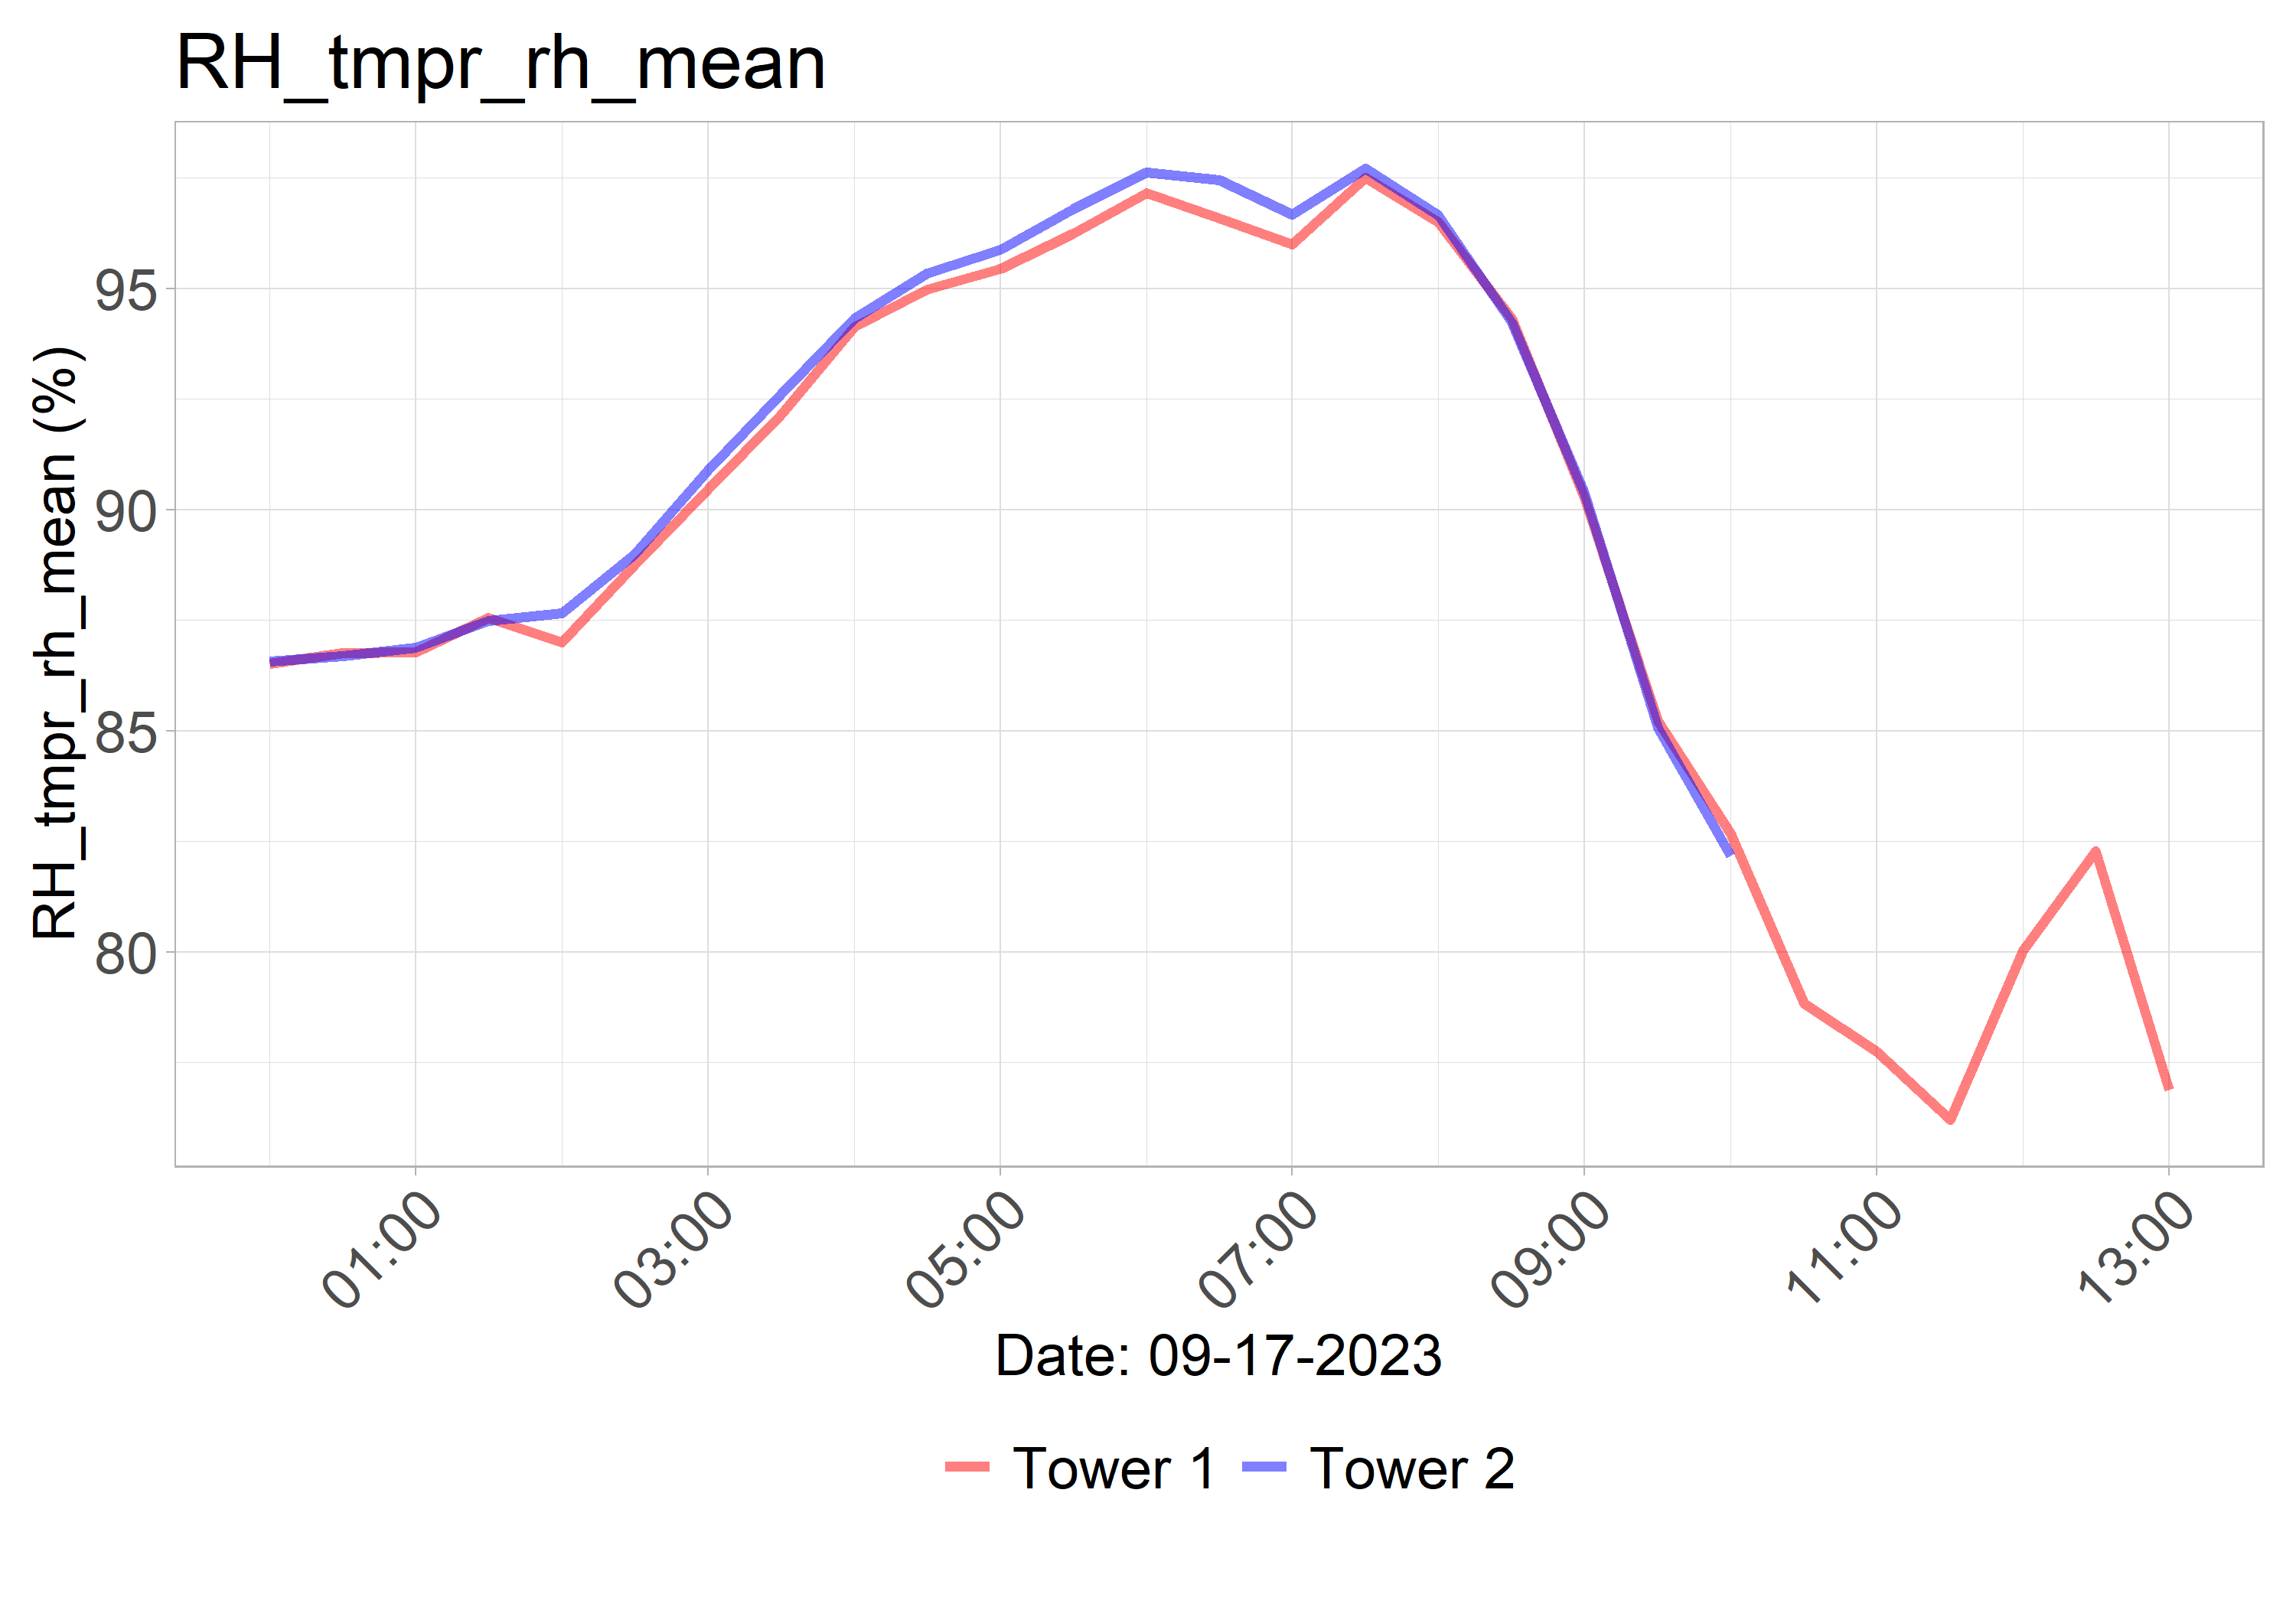 RH_tmpr_rh_mean
RH_tmpr_rh_mean (%)
95
90
85
80
01:00
03:00
05:00
07:00
09:00
11:00
13:00
Date: 09-17-2023
Tower 1
Tower 2